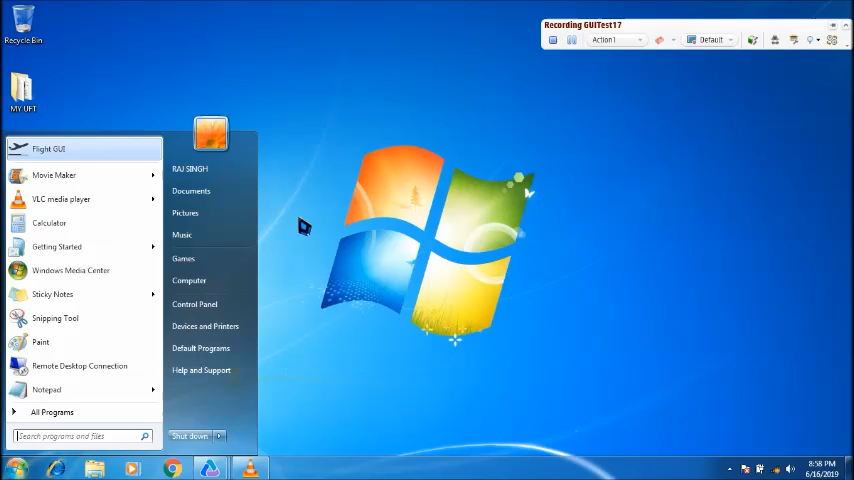 Recycle Bin
MY UFT
Recording GUITest17
Action1
Default
Flight GUI
Movie Maker
VLC media player
Calculator
Getting Started
Windows Media Center
Sticky Notes
Snipping Tool
Paint
Remote Desktop Connection
Notepad
All Programs
Search programs and files
RAJ SINGH
Documents
Pictures
Music
Games
Computer
Control Panel
Devices and Printers
Default Programs
Help and Support
Shut down
8:58 PM
6/16/2019